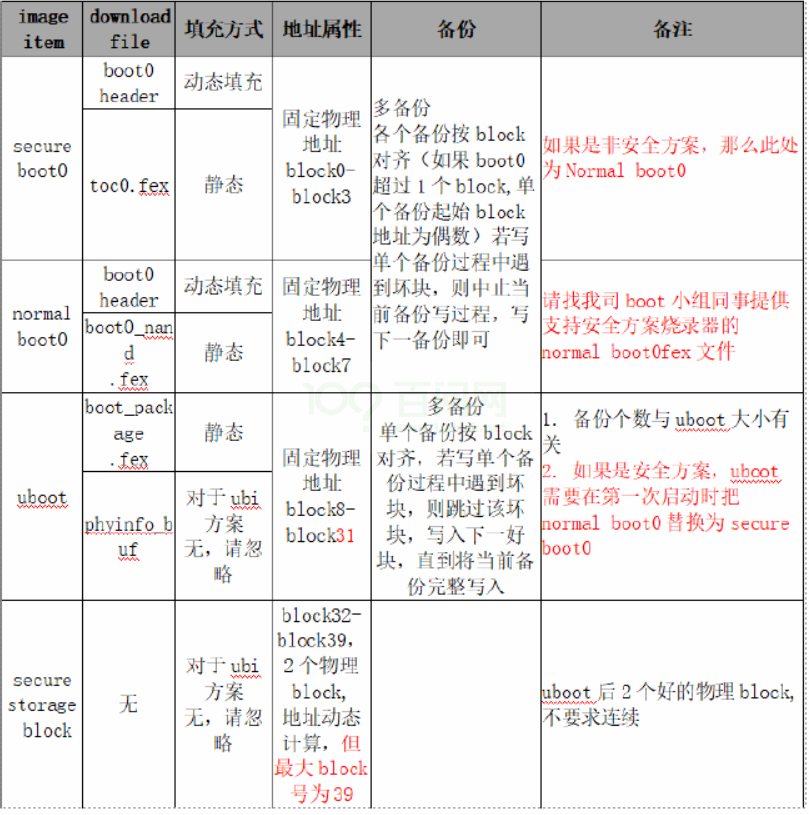 image
item
download
file
填充方式
地址属性
备份
备注
secure
boot0
boot0
header
动态填充
toc0.fex
静态
固定物理
地址
block0-
block3
多备份
各个备份按 block
对齐（如果 boot0
超过 1 个 block,单
个备份起始 block
地址为偶数）若写
单个备份过程中遇
到坏块，则中止当
前备份写过程，写
下一备份即可
如果是非安全方案，那么此处
为 Normal boot0
normal
boot0
boot0
header
动态填充
boot0_nan
d
.fex
静态
固定物理
地址
block4-
block7
请找我司 boot 小组同事提供
支持安全方案烧录器的
normal boot0fex 文件
uboot
boot_pack
age
.fex
静态
phyinfo_b
uf
对于 ubi
方案
无，请忽
略
固定物理
地址
block8-
block31
多备份
单个备份按 block
对齐，若写单个备
份过程中遇到坏
块，则跳过该坏
块，写入下一好
块，直到将当前备
份完整写入
1. 备份个数与 uboot 大小有
关
2. 如果是安全方案，uboot
需要在第一次启动时把
normal boot0 替换为 secure
boot0
secure
storage
block
无
对于 ubi
方案
无，请忽
略
block32-
block39，
2 个物理
block,
地址动态
计算，但
最大 block
号为 39
uboot 后 2 个好的物理 block,
不要求连续